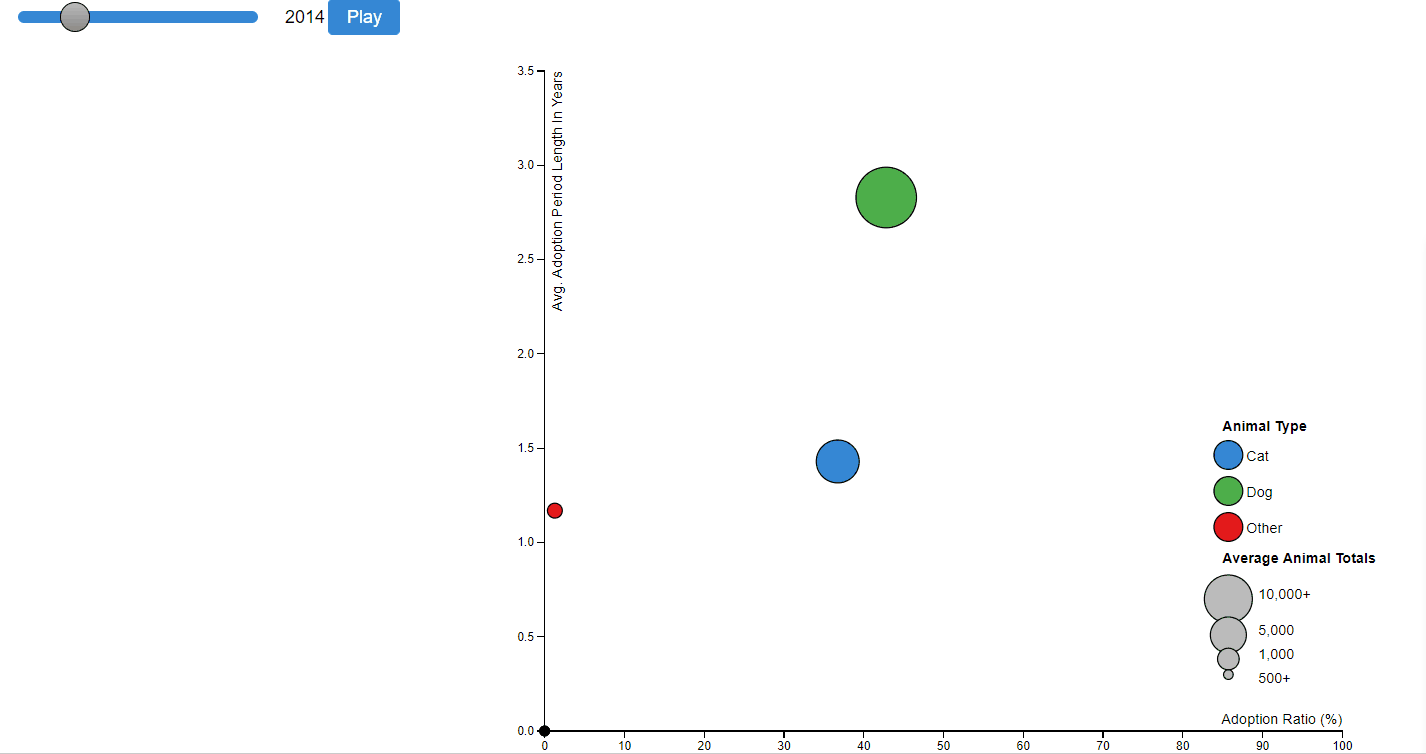 2014 Play
3.5
3.0
2.5
2.0
1.5
1.0
0.5
0.0
Avg. Adoption Period Length In Years
0 10 20 30 40 50 60 70 80 90 100
Adoption Ratio (%)
Animal Type
Cat
Dog
Other
Average Animal Totals
10,000+
5,000
1,000
500+